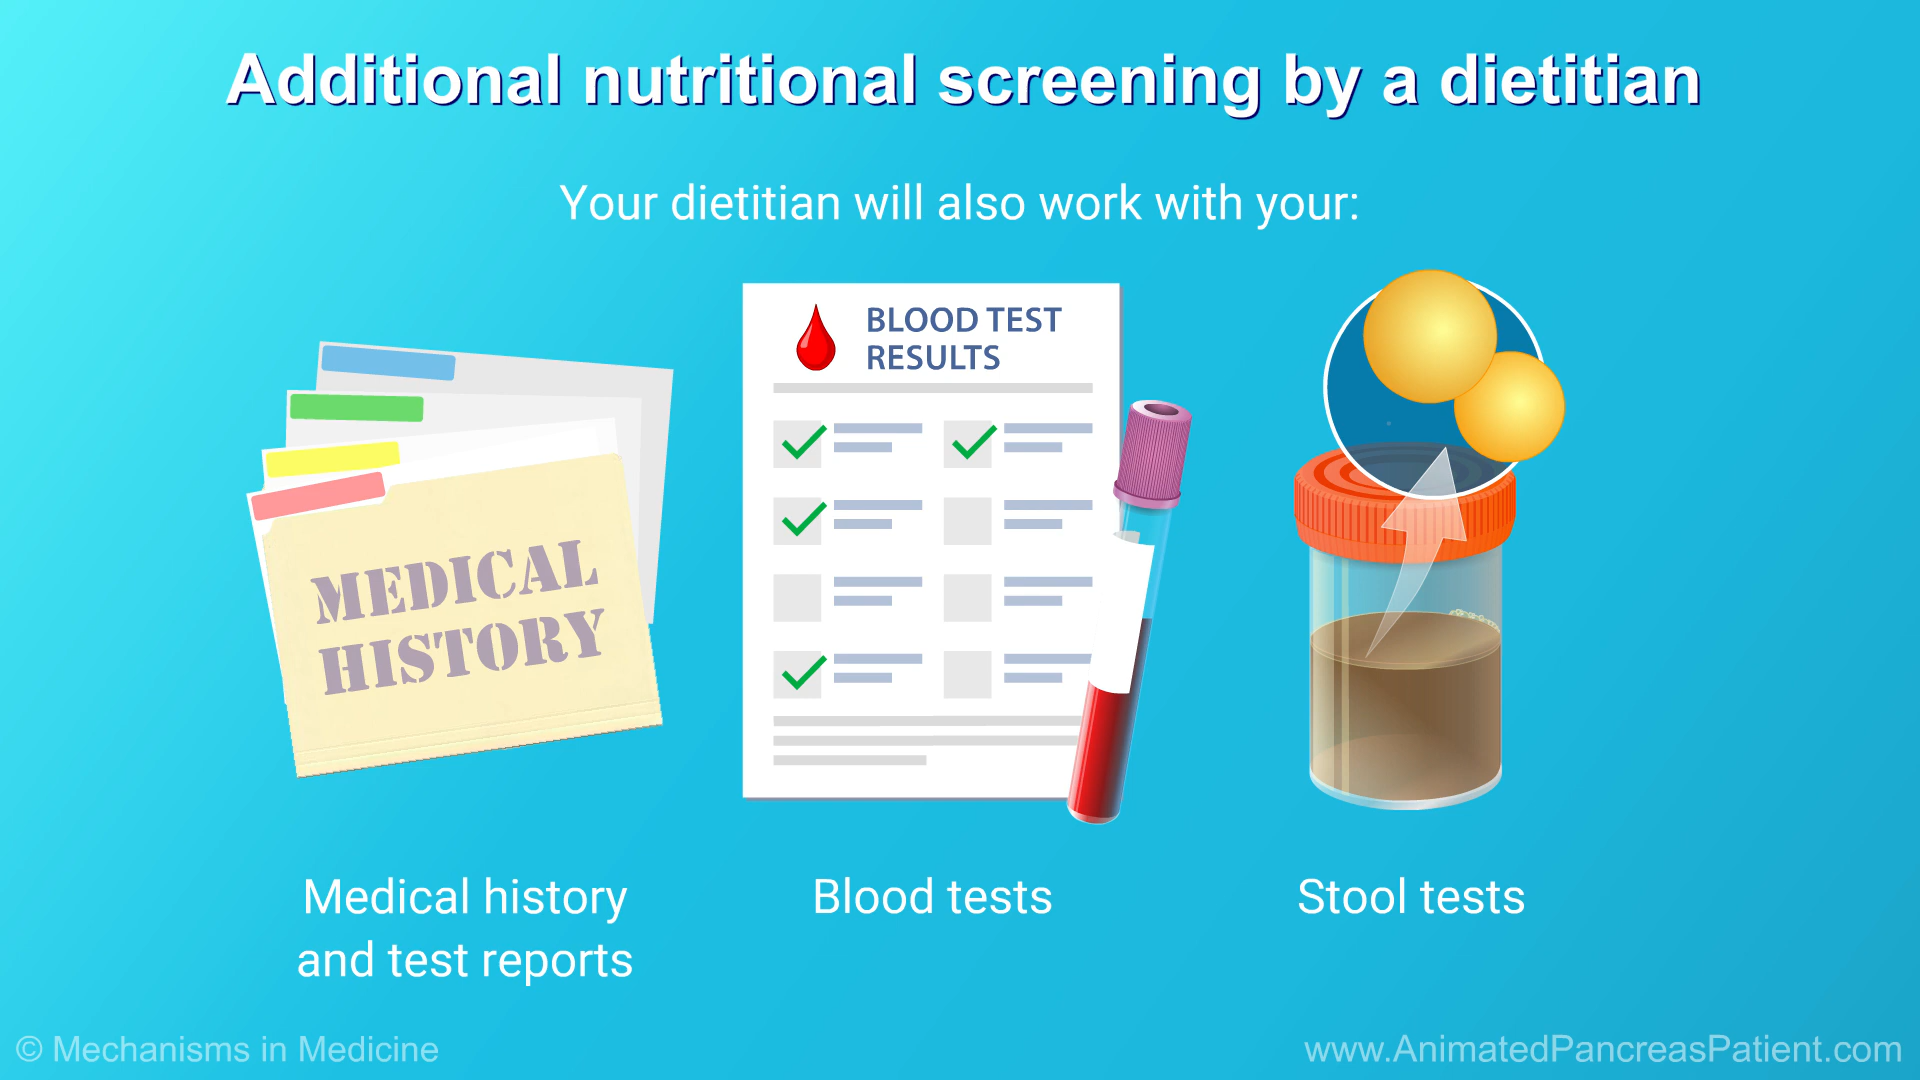 Additional nutritional screening by a dietitian
Your dietitian will also work with your:
MEDICAL
HISTORY
BLOOD TEST
RESULTS
Medical history
and test reports
Blood tests
Stool tests
© Mechanisms in Medicine
www.AnimatedPancreasPatient.com